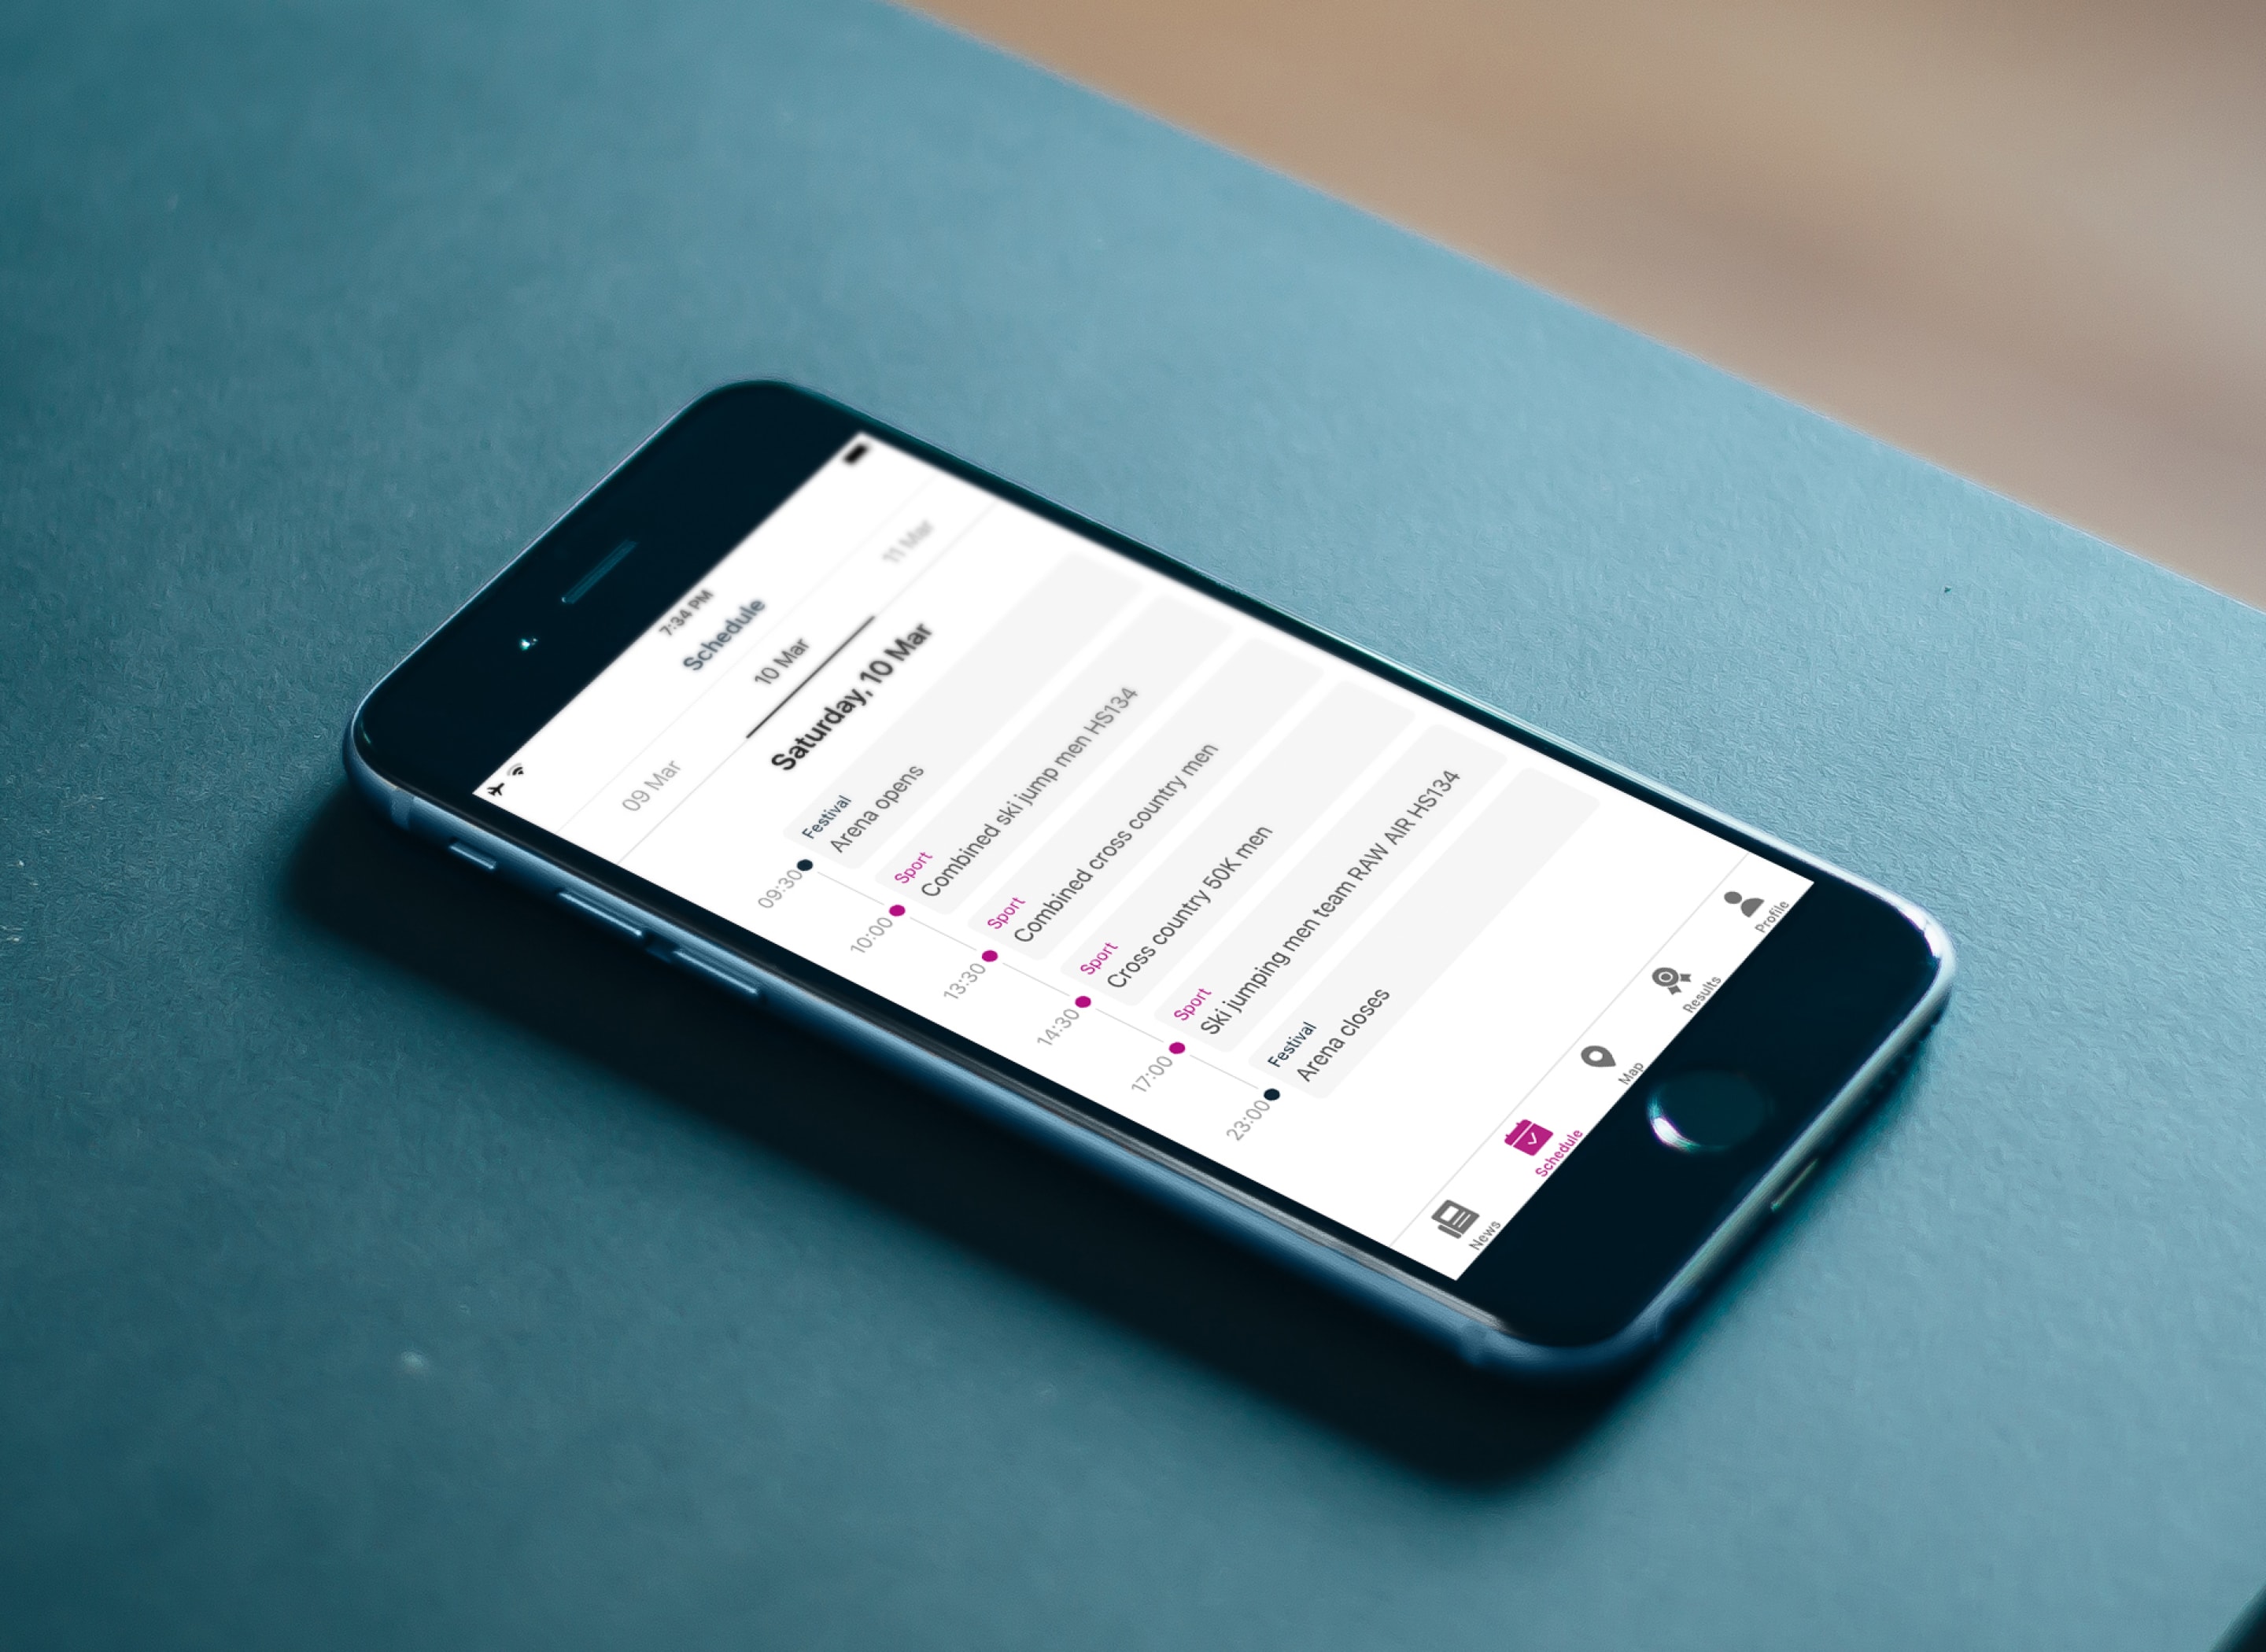 7:34 PM
Schedule
09 Mar
10 Mar
11 Mar
Saturday, 10 Mar
09:30
Festival
Arena opens
10:00
Sport
Combined ski jump men HS134
13:30
Sport
Combined cross country men
14:30
Sport
Cross country 50K men
17:00
Sport
Ski jumping men team RAW AIR HS134
23:00
Festival
Arena closes
News
Schedule
Map
Results
Profile